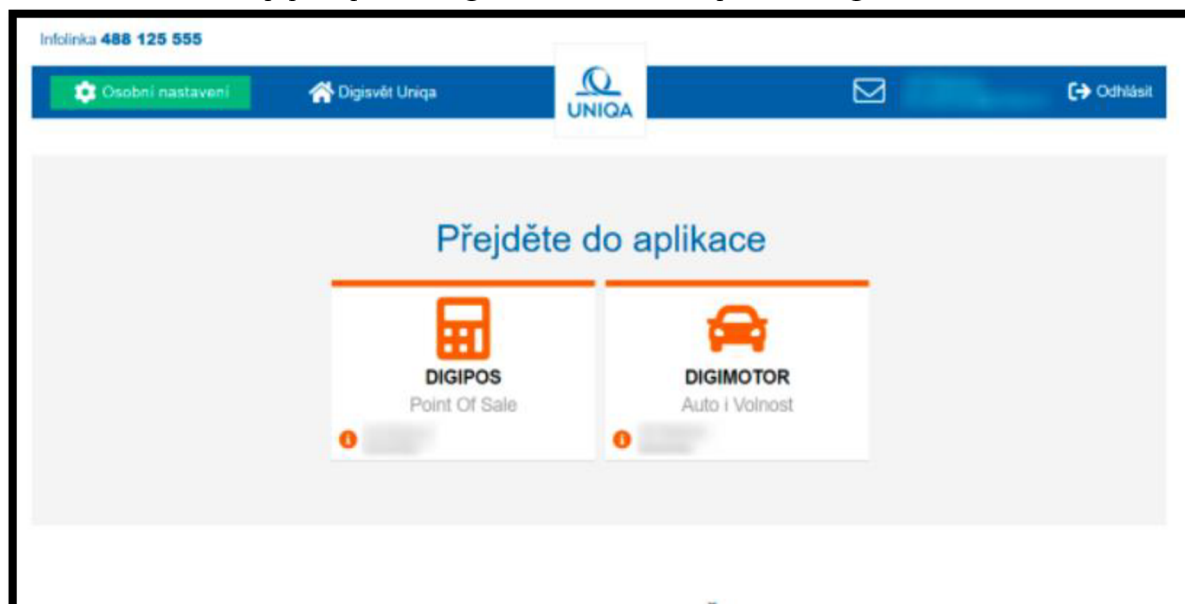 Infolinka 488 125 555
Osobní nastavení
Digisvět Uniqa
UNIQA
Odhlásit
Přejděte do aplikace
DIGIPOS
DIGIMOTOR
Point Of Sale
Auto i Volnost